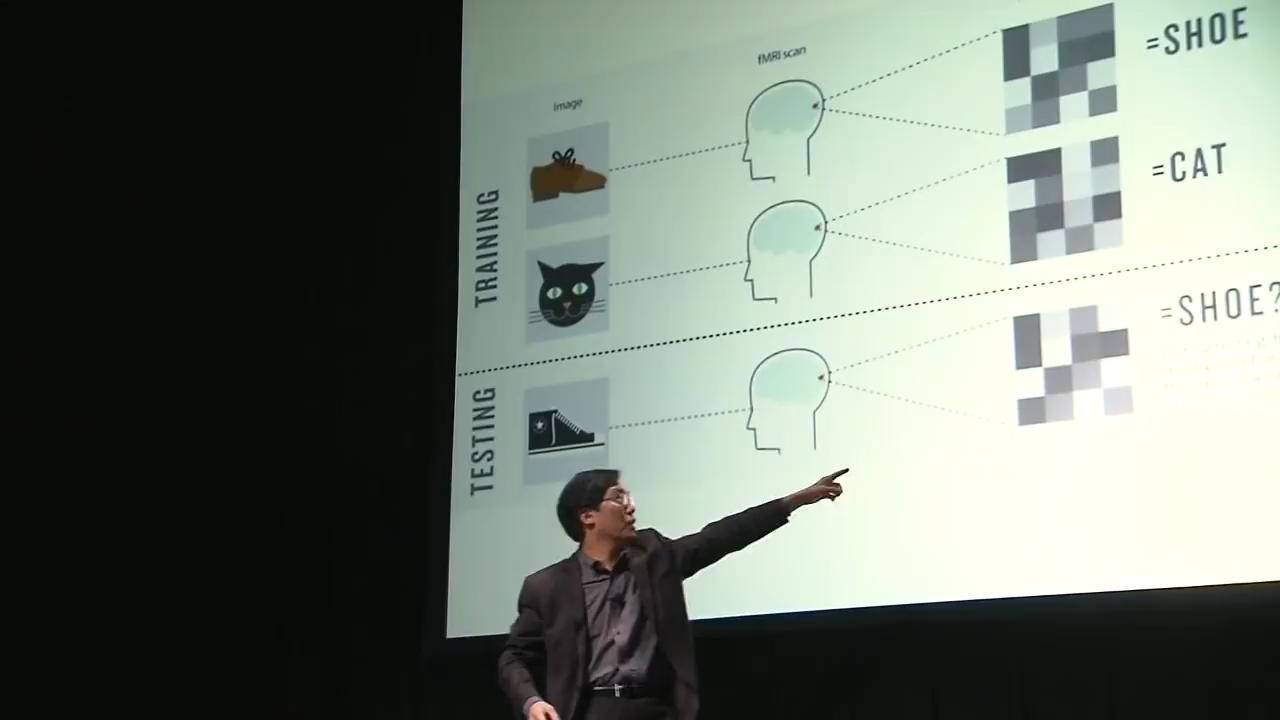 Image
fMRI scan
=SHOE
TRAINING
=CAT
TESTING
=SHOE?